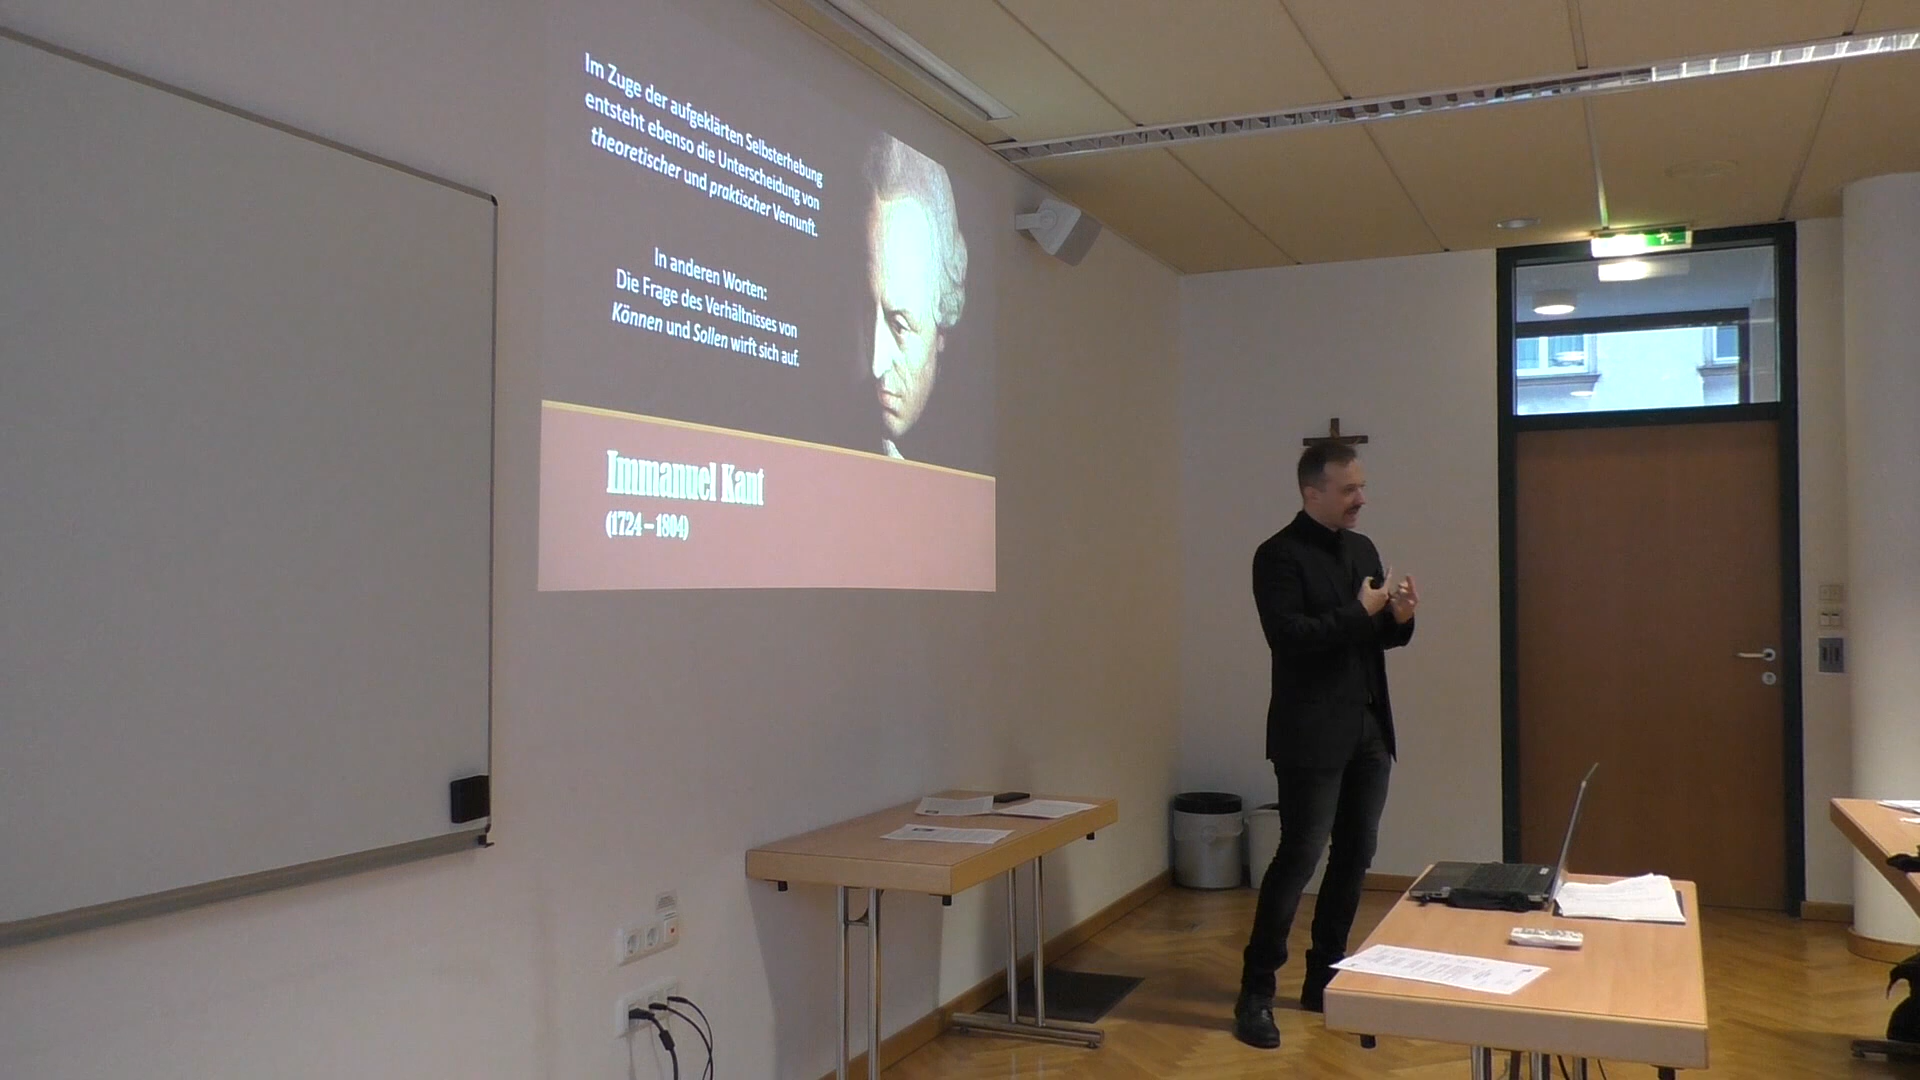 Im Zuge der aufgeklärten Selbsterhebung
entsteht ebenso die Unterscheidung von
theoretischer und praktischer Vernunft.
In anderen Worten:
Die Frage des Verhältnisses von
Können und Sollen wirft sich auf.
Immanuel Kant
(1724 – 1804)